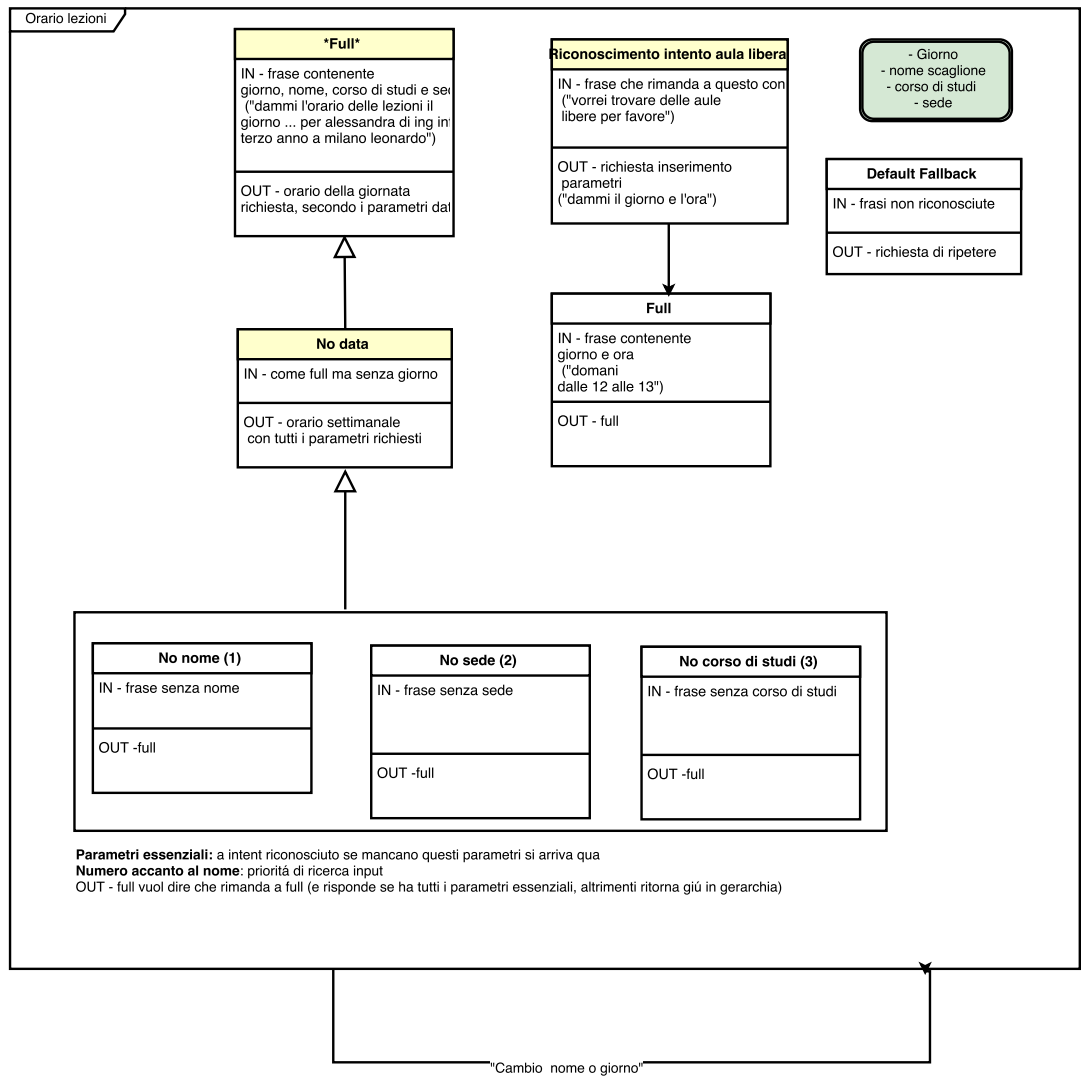 Orario lezioni
*Full*
IN - frase contenente
giorno, nome, corso di studi e
("dammi l'orario delle lezioni il
giorno ... per alessandra di ing
terzo anno a milano leonardo")
OUT - orario della giornata
richiesta, secondo i parametri
No data
IN - come full ma senza giorno
OUT - orario settimanale
con tutti i parametri richiesti
Riconoscimento intento aula libera
IN - frase che rimanda a questo con
("vorrei trovare delle aule
libere per favore")
OUT - richiesta inserimento
parametri
("dammi il giorno e l'ora")
Full
IN - frase contenente
giorno e ora
("domani
dalle 12 alle 13")
OUT - full
- Giorno
- nome scaglione
- corso di studi
- sede
Default Fallback
IN - frasi non riconosciute
OUT - richiesta di ripetere
No nome (1)
IN - frase senza nome
OUT -full
No sede (2)
IN - frase senza sede
OUT -full
No corso di studi (3)
IN - frase senza corso di studi
OUT -full
Parametri essenziali: a intent riconosciuto se mancano questi parametri si arriva qua
Numero accanto al nome: prioritá di ricerca input
OUT - full vuol dire che rimanda a full (e risponde se ha tutti i parametri essenziali, altrimenti ritorna giú in gerarchia)
"Cambio nome o giorno"